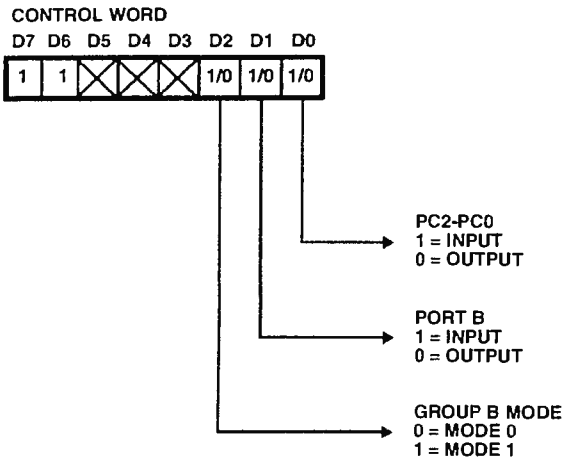 CONTROL WORD
D7 D6 D5 D4 D3 D2 D1 D0
1 1 1/0 1/0 1/0
PC2-PC0
1 = INPUT
0 = OUTPUT
PORT B
1 = INPUT
0 = OUTPUT
GROUP B MODE
0 = MODE 0
1 = MODE 1